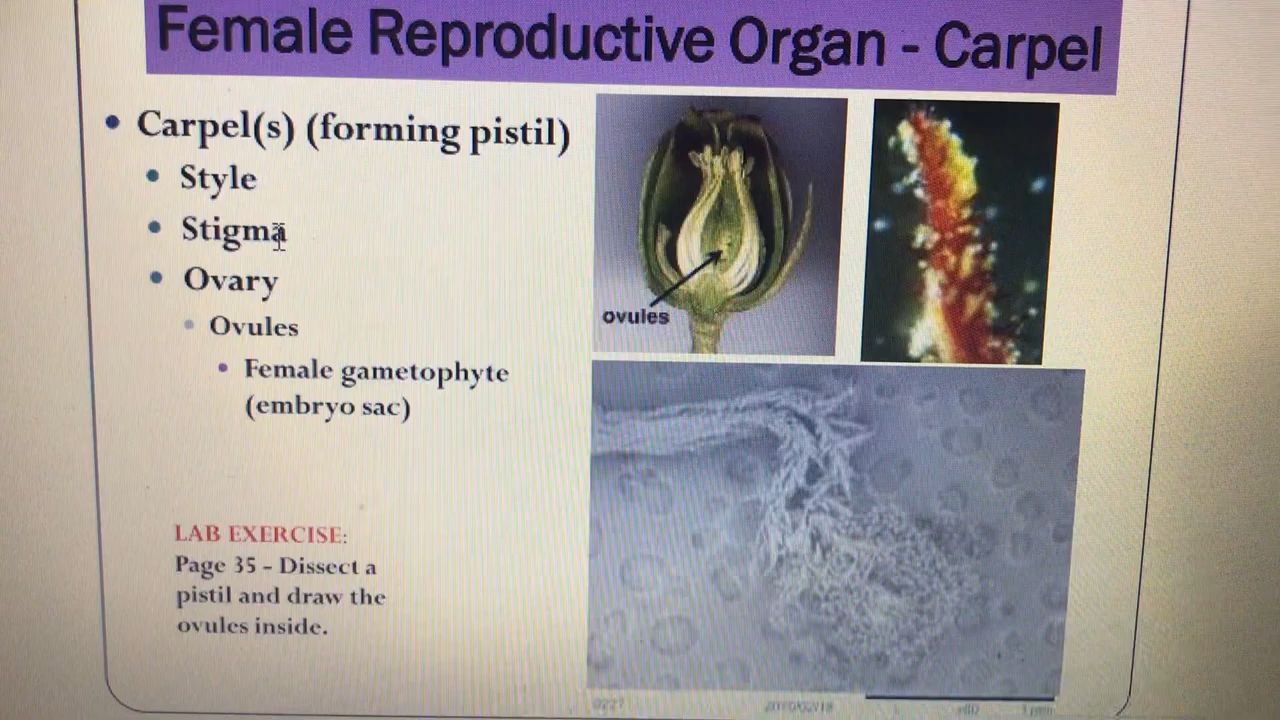 Female Reproductive Organ - Carpel
Carpel(s) (forming pistil)
Style
Stigma
Ovary
Ovules
Female gametophyte
(embryo sac)
ovules
LAB EXERCISE:
Page 35 - Dissect a
pistil and draw the
ovules inside.